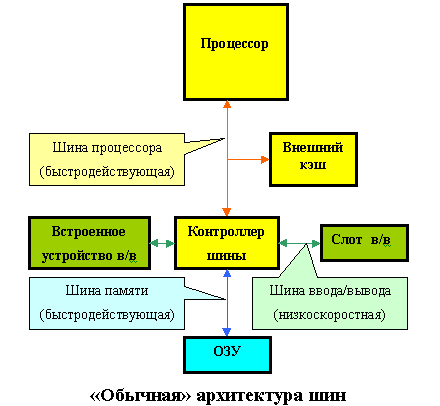 Процессор
Шина процессора
(быстродействующая)
Внешний
кэш
Встроенное
устройство в/в
Контроллер
шины
Слот в/в
Шина памяти
(быстродействующая)
Шина ввода/вывода
(низкоскоростная)
ОЗУ
«Обычная» архитектура шин